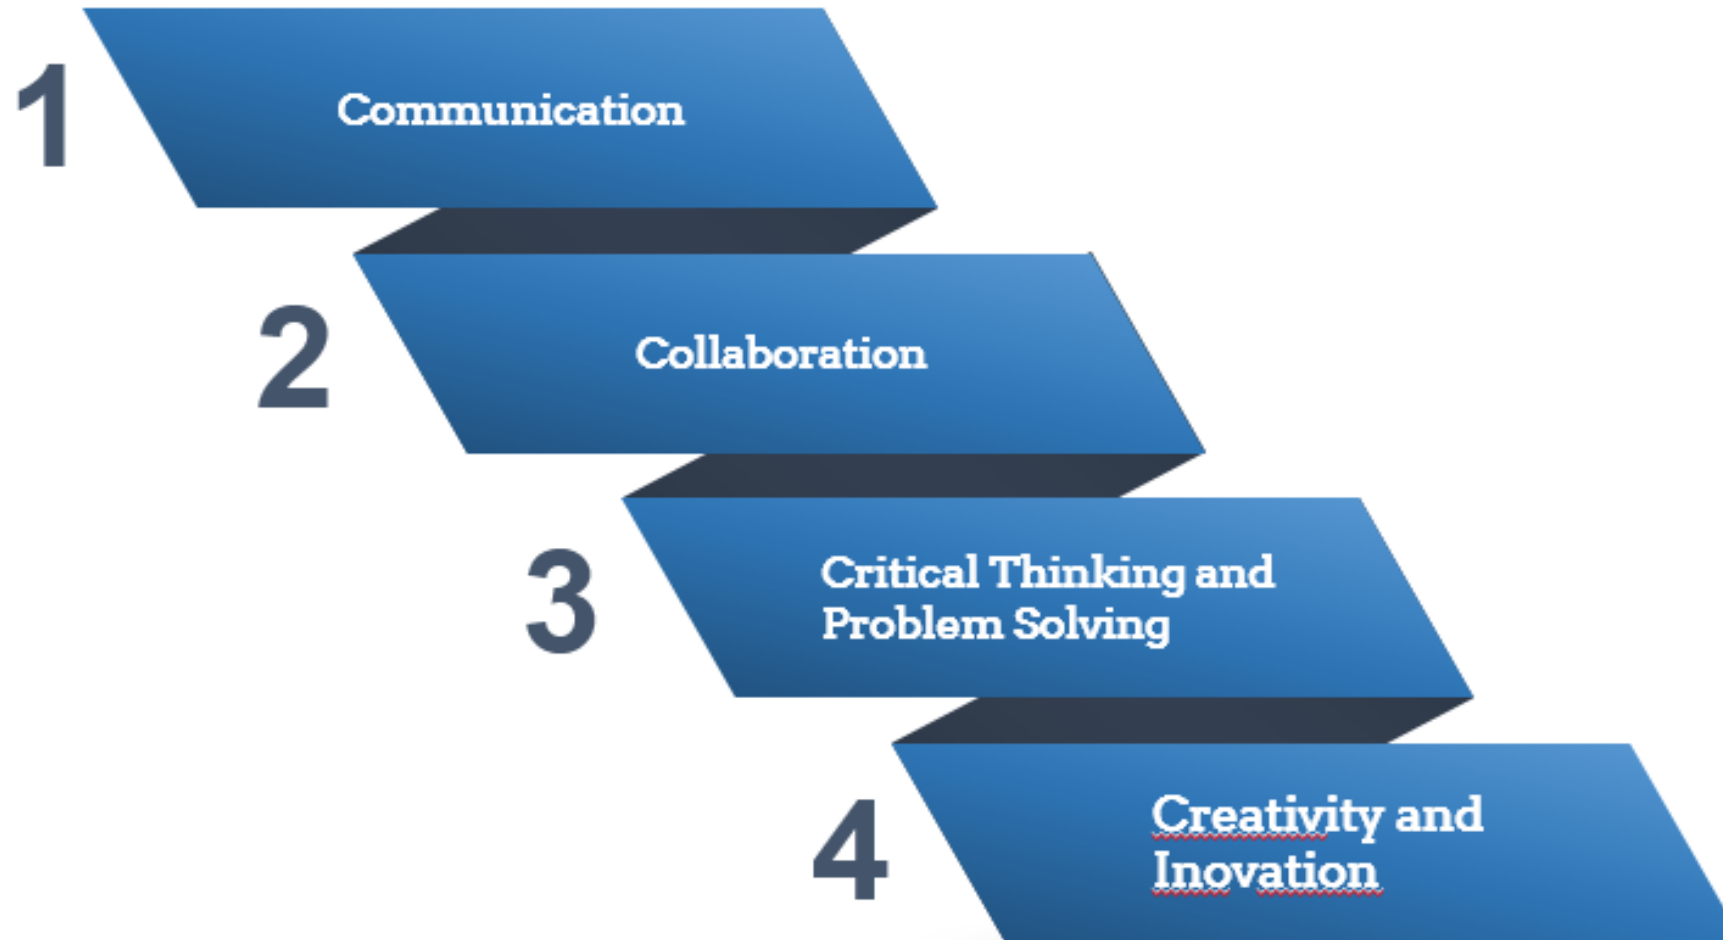 1
Communication
2
Collaboration
3
Critical Thinking and
Problem Solving
4
Creativity and
Inovation